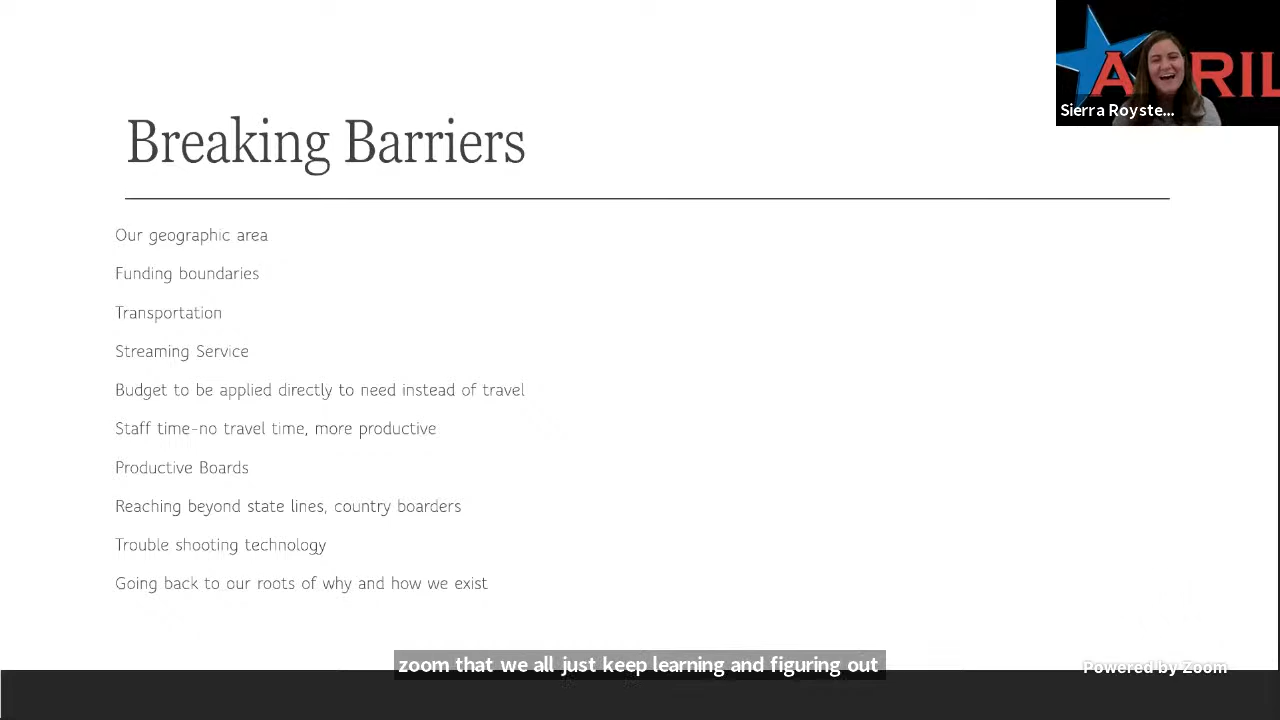 Breaking Barriers
Our geographic area
Funding boundaries
Transportation
Streaming Service
Budget to be applied directly to need instead of travel
Staff time-no travel time, more productive
Productive Boards
Reaching beyond state lines, country boarders
Trouble shooting technology
Going back to our roots of why and how we exist
RIL
Sierra Royste...
zoom that we all just keep learning and figuring out
Powered by Zoom